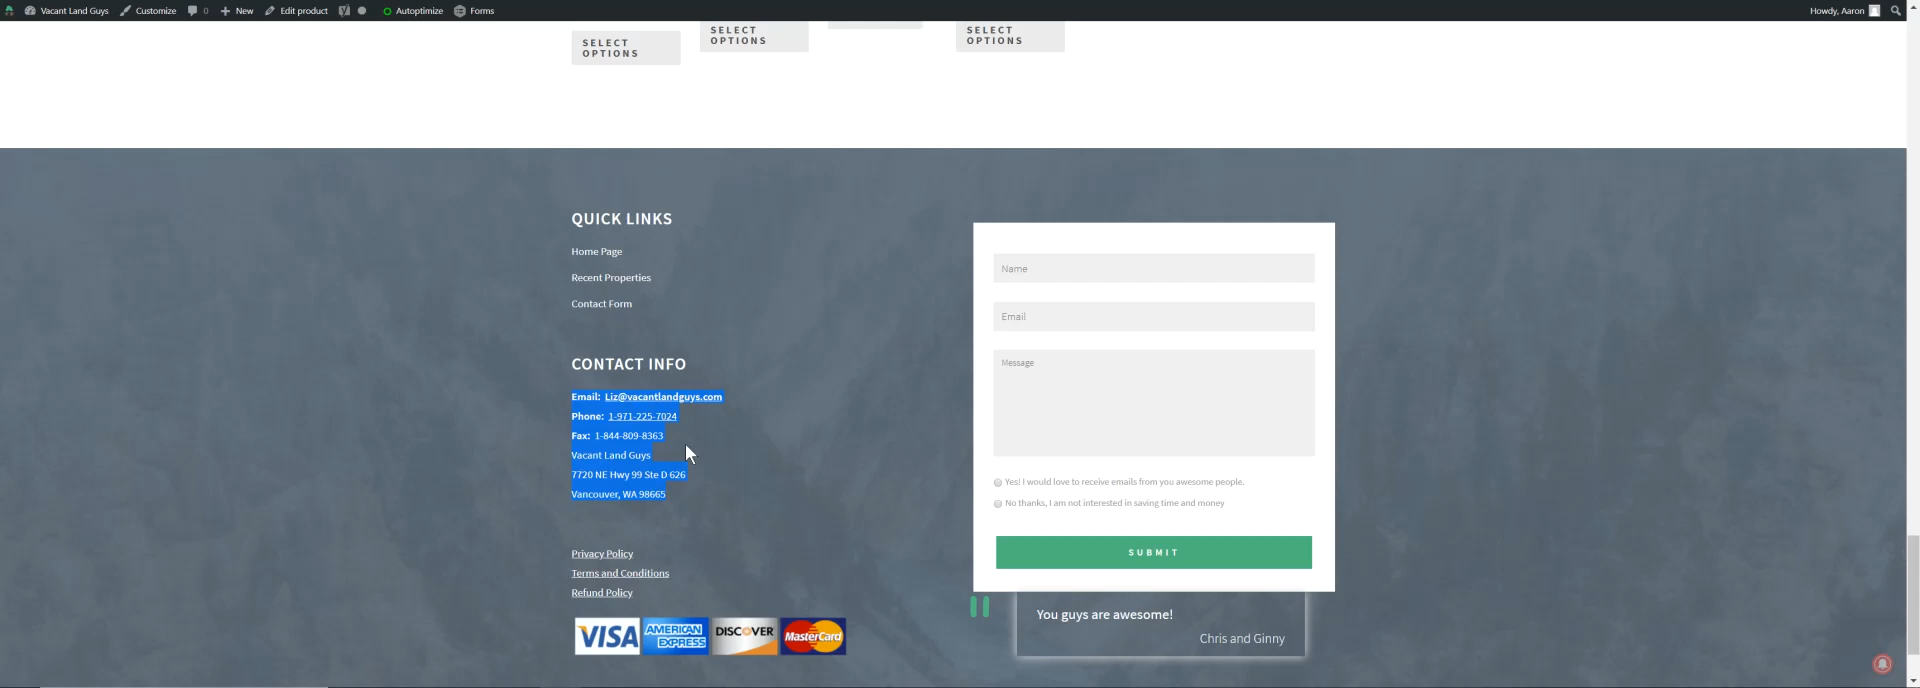 Vacant Land Guys Customize 0 New Edit product Autoptimize Forms Howdy, Aaron
SELECT OPTIONS
SELECT OPTIONS
SELECT OPTIONS
QUICK LINKS
Home Page
Recent Properties
Contact Form
CONTACT INFO
Email: Liz@vacantlandguys.com
Phone: 1-971-225-7024
Fax: 1-844-809-8363
Vacant Land Guys
7720 NE Hwy 99 Ste D 626
Vancouver, WA 98665
Privacy Policy
Terms and Conditions
Refund Policy
VISA AMERICAN EXPRESS DISCOVER MasterCard
Name
Email
Message
Yes! I would love to receive emails from you awesome people.
No thanks, I am not interested in saving time and money
SUBMIT
You guys are awesome!
Chris and Ginny